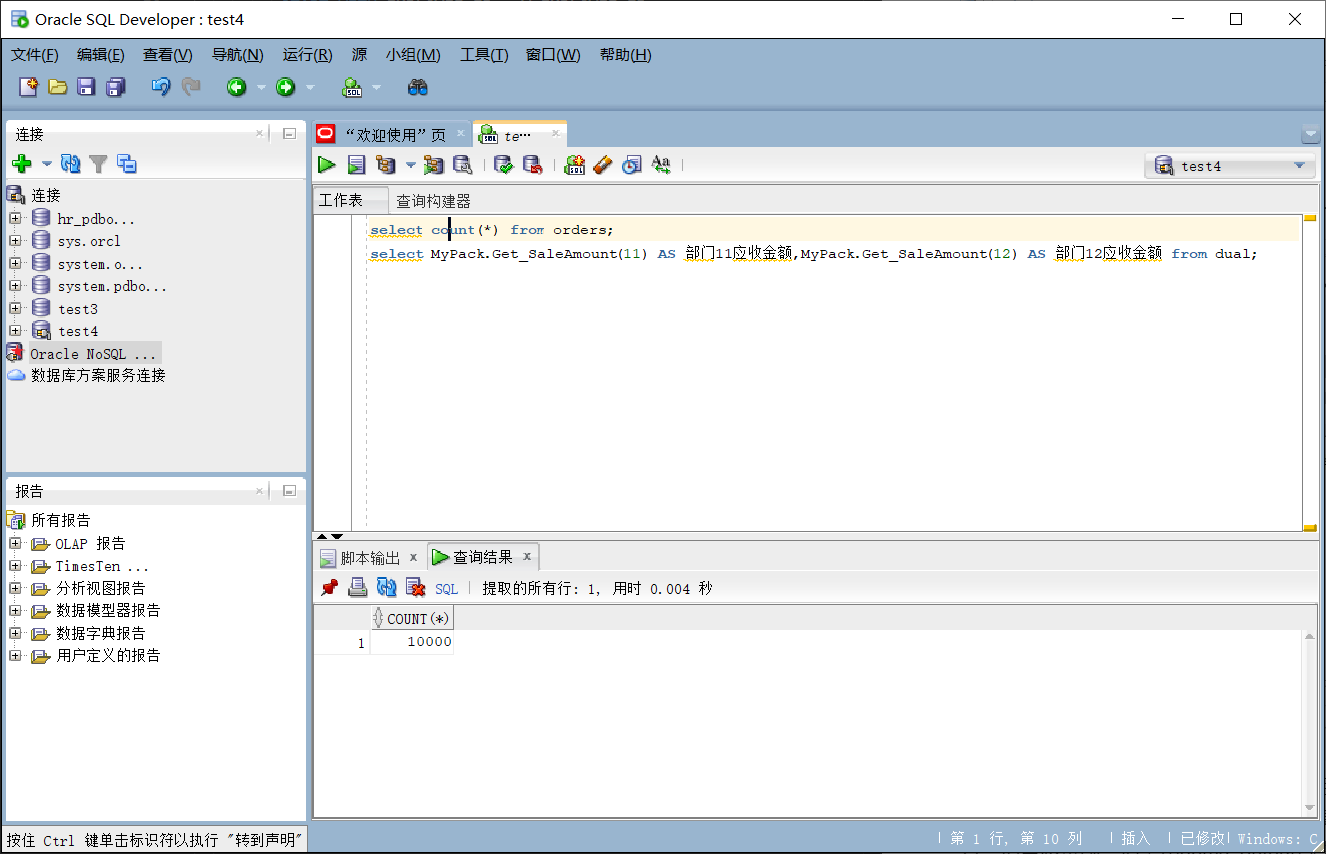 Oracle SQL Developer : test4
文件(F) 编辑(E) 查看(V) 导航(N) 运行(R) 源 小组(M) 工具(T) 窗口(W) 帮助(H)
连接
连接
hr_pdbo...
sys.orcl
system.o...
system.pdbo...
test3
test4
Oracle NoSQL ...
数据库方案服务连接
报告
所有报告
OLAP 报告
TimesTen ...
分析视图报告
数据模型器报告
数据字典报告
用户定义的报告
“欢迎使用”页 te…
test4
工作表 查询构建器
select count(*) from orders;
select MyPack.Get_SaleAmount(11) AS 部门11应收金额,MyPack.Get_SaleAmount(12) AS 部门12应收金额 from dual;
脚本输出 查询结果
SQL 提取的所有行: 1, 用时 0.004 秒
COUNT(*)
1 10000
按住 Ctrl 键单击标识符以执行 "转到声明"
第 1 行, 第 10 列 插入 已修改 Windows: C